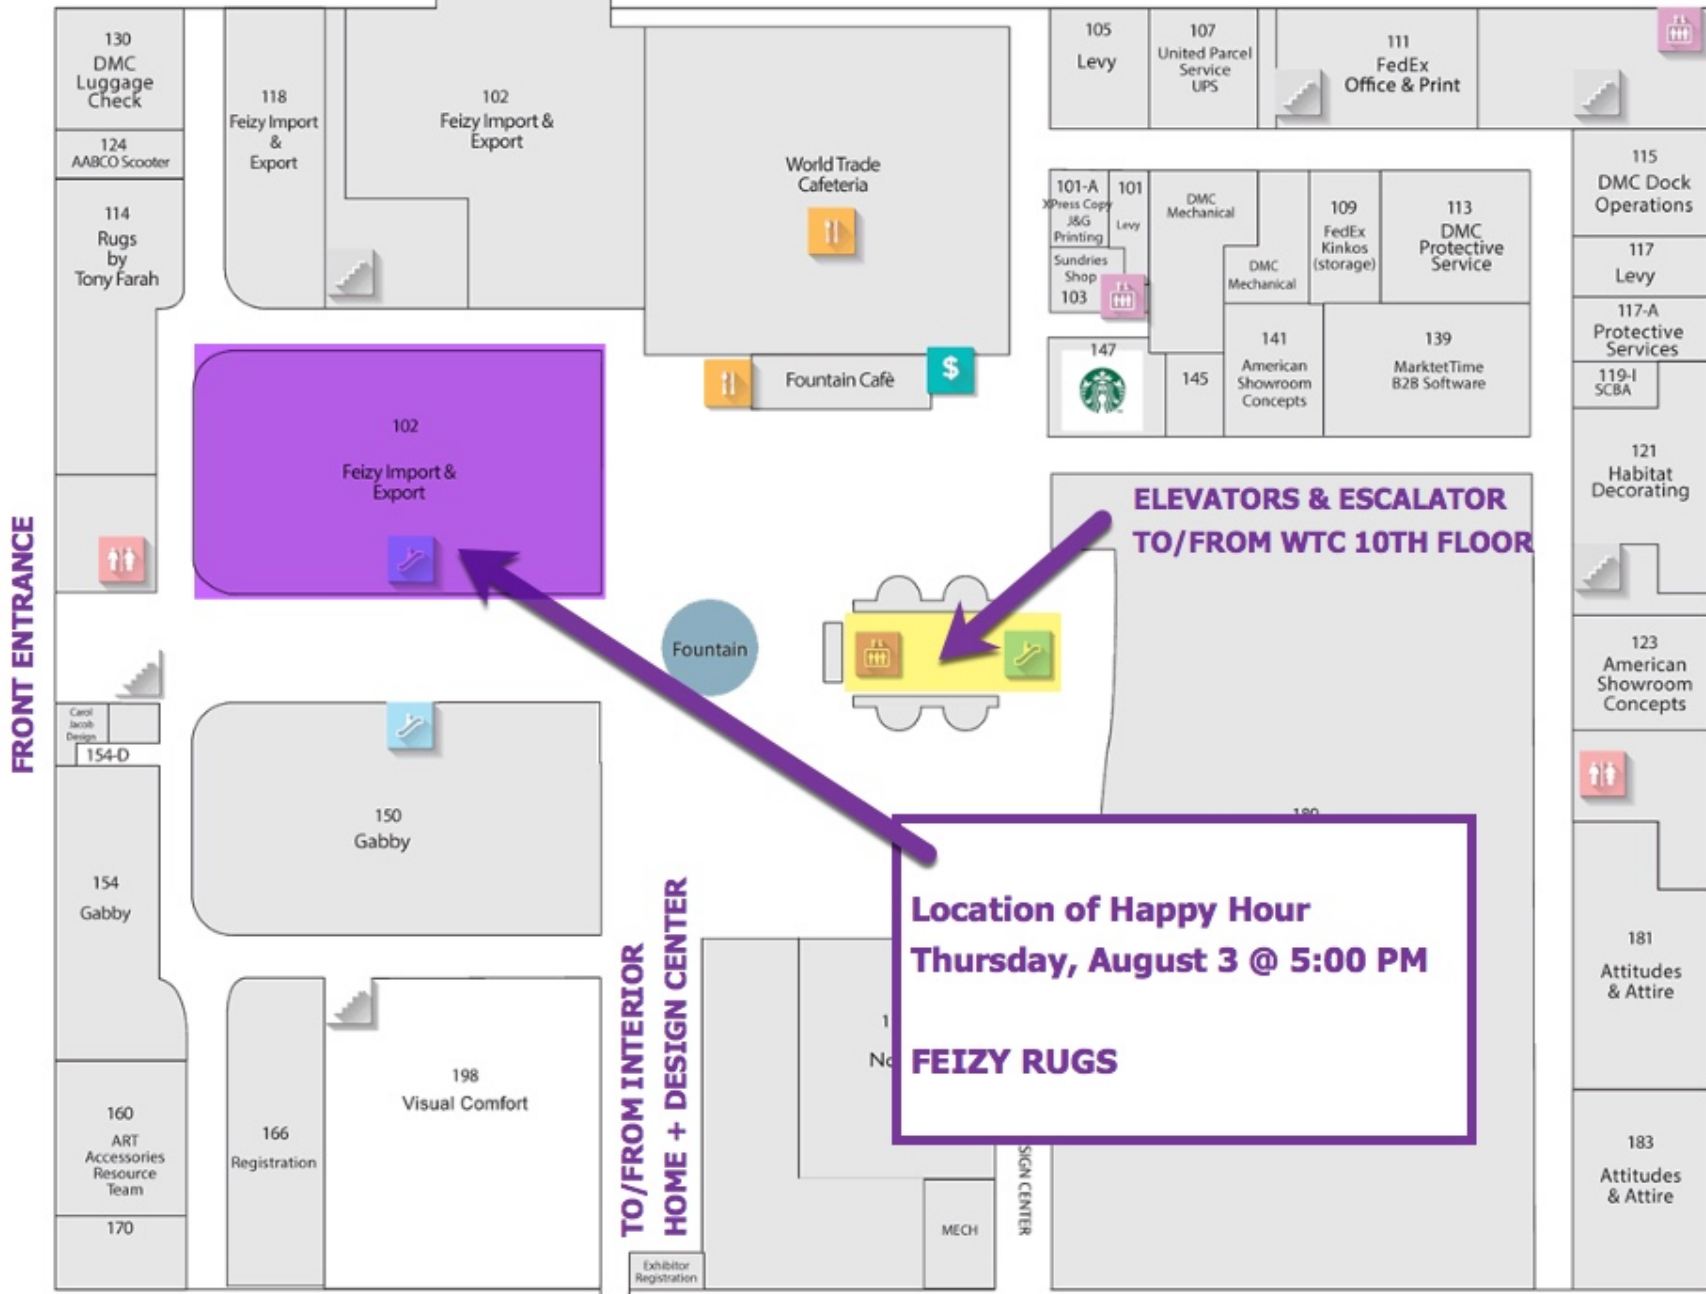 130
DMC
Luggage
Check
124
AABCO Scooter
114
Rugs
by
Tony Farah
118
Feizy Import
&
Export
102
Feizy Import &
Export
World Trade
Cafeteria
Fountain Cafè
$
105
Levy
107
United Parcel
Service
UPS
111
FedEx
Office & Print
101-A
XPress Copy
J&G
Printing
101
Levy
Sundries
Shop
103
DMC
Mechanical
DMC
Mechanical
109
FedEx
Kinkos
(storage)
113
DMC
Protective
Service
115
DMC Dock
Operations
117
Levy
117-A
Protective
Services
119-I
SCBA
121
Habitat
Decorating
147
145
141
American
Showroom
Concepts
139
MarktetTime
B2B Software
102
Feizy Import &
Export
ELEVATORS & ESCALATOR
TO/FROM WTC 10TH FLOOR
FRONT ENTRANCE
Fountain
123
American
Showroom
Concepts
Carol
Jacob
Design
154-D
150
Gabby
154
Gabby
Location of Happy Hour
Thursday, August 3 @ 5:00 PM
FEIZY RUGS
TO/FROM INTERIOR
HOME + DESIGN CENTER
181
Attitudes
& Attire
198
Visual Comfort
166
Registration
160
ART
Accessories
Resource
Team
170
183
Attitudes
& Attire
MECH
SIGN CENTER
Exhibitor
Registration